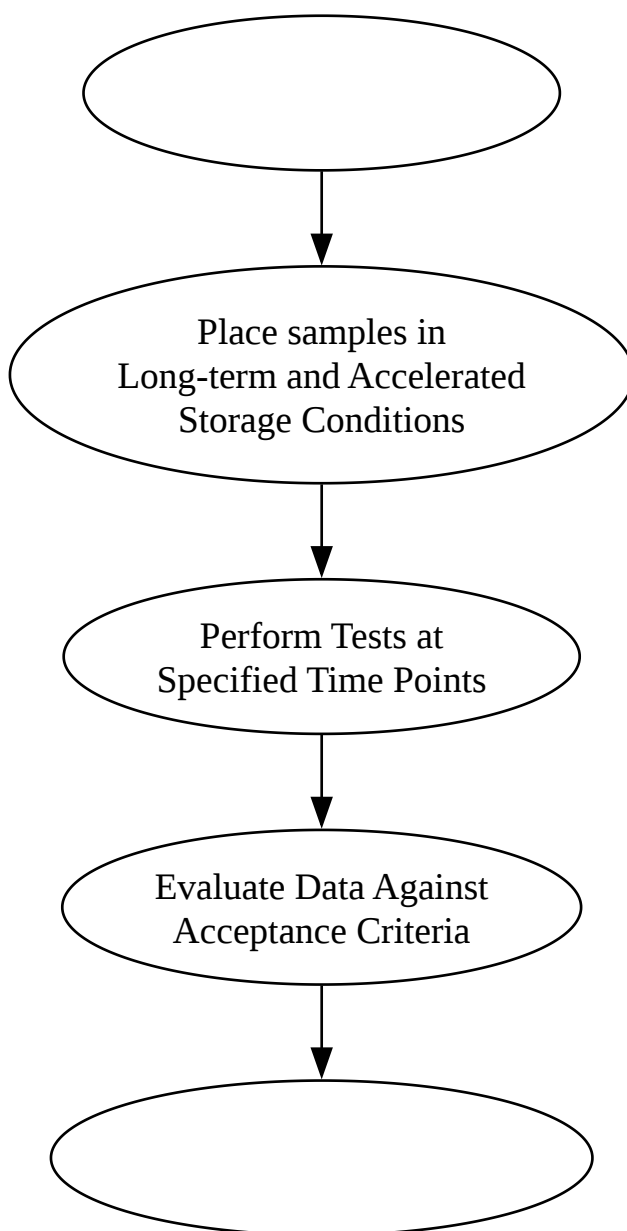 Place samples in
Long-term and Accelerated
Storage Conditions
Perform Tests at
Specified Time Points
Evaluate Data Against
Acceptance Criteria